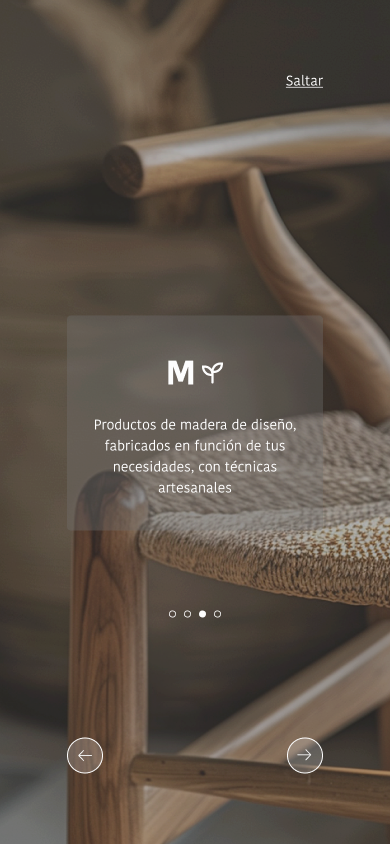 Saltar
M
Productos de madera de diseño,
fabricados en función de tus
necesidades, con técnicas
artesanales